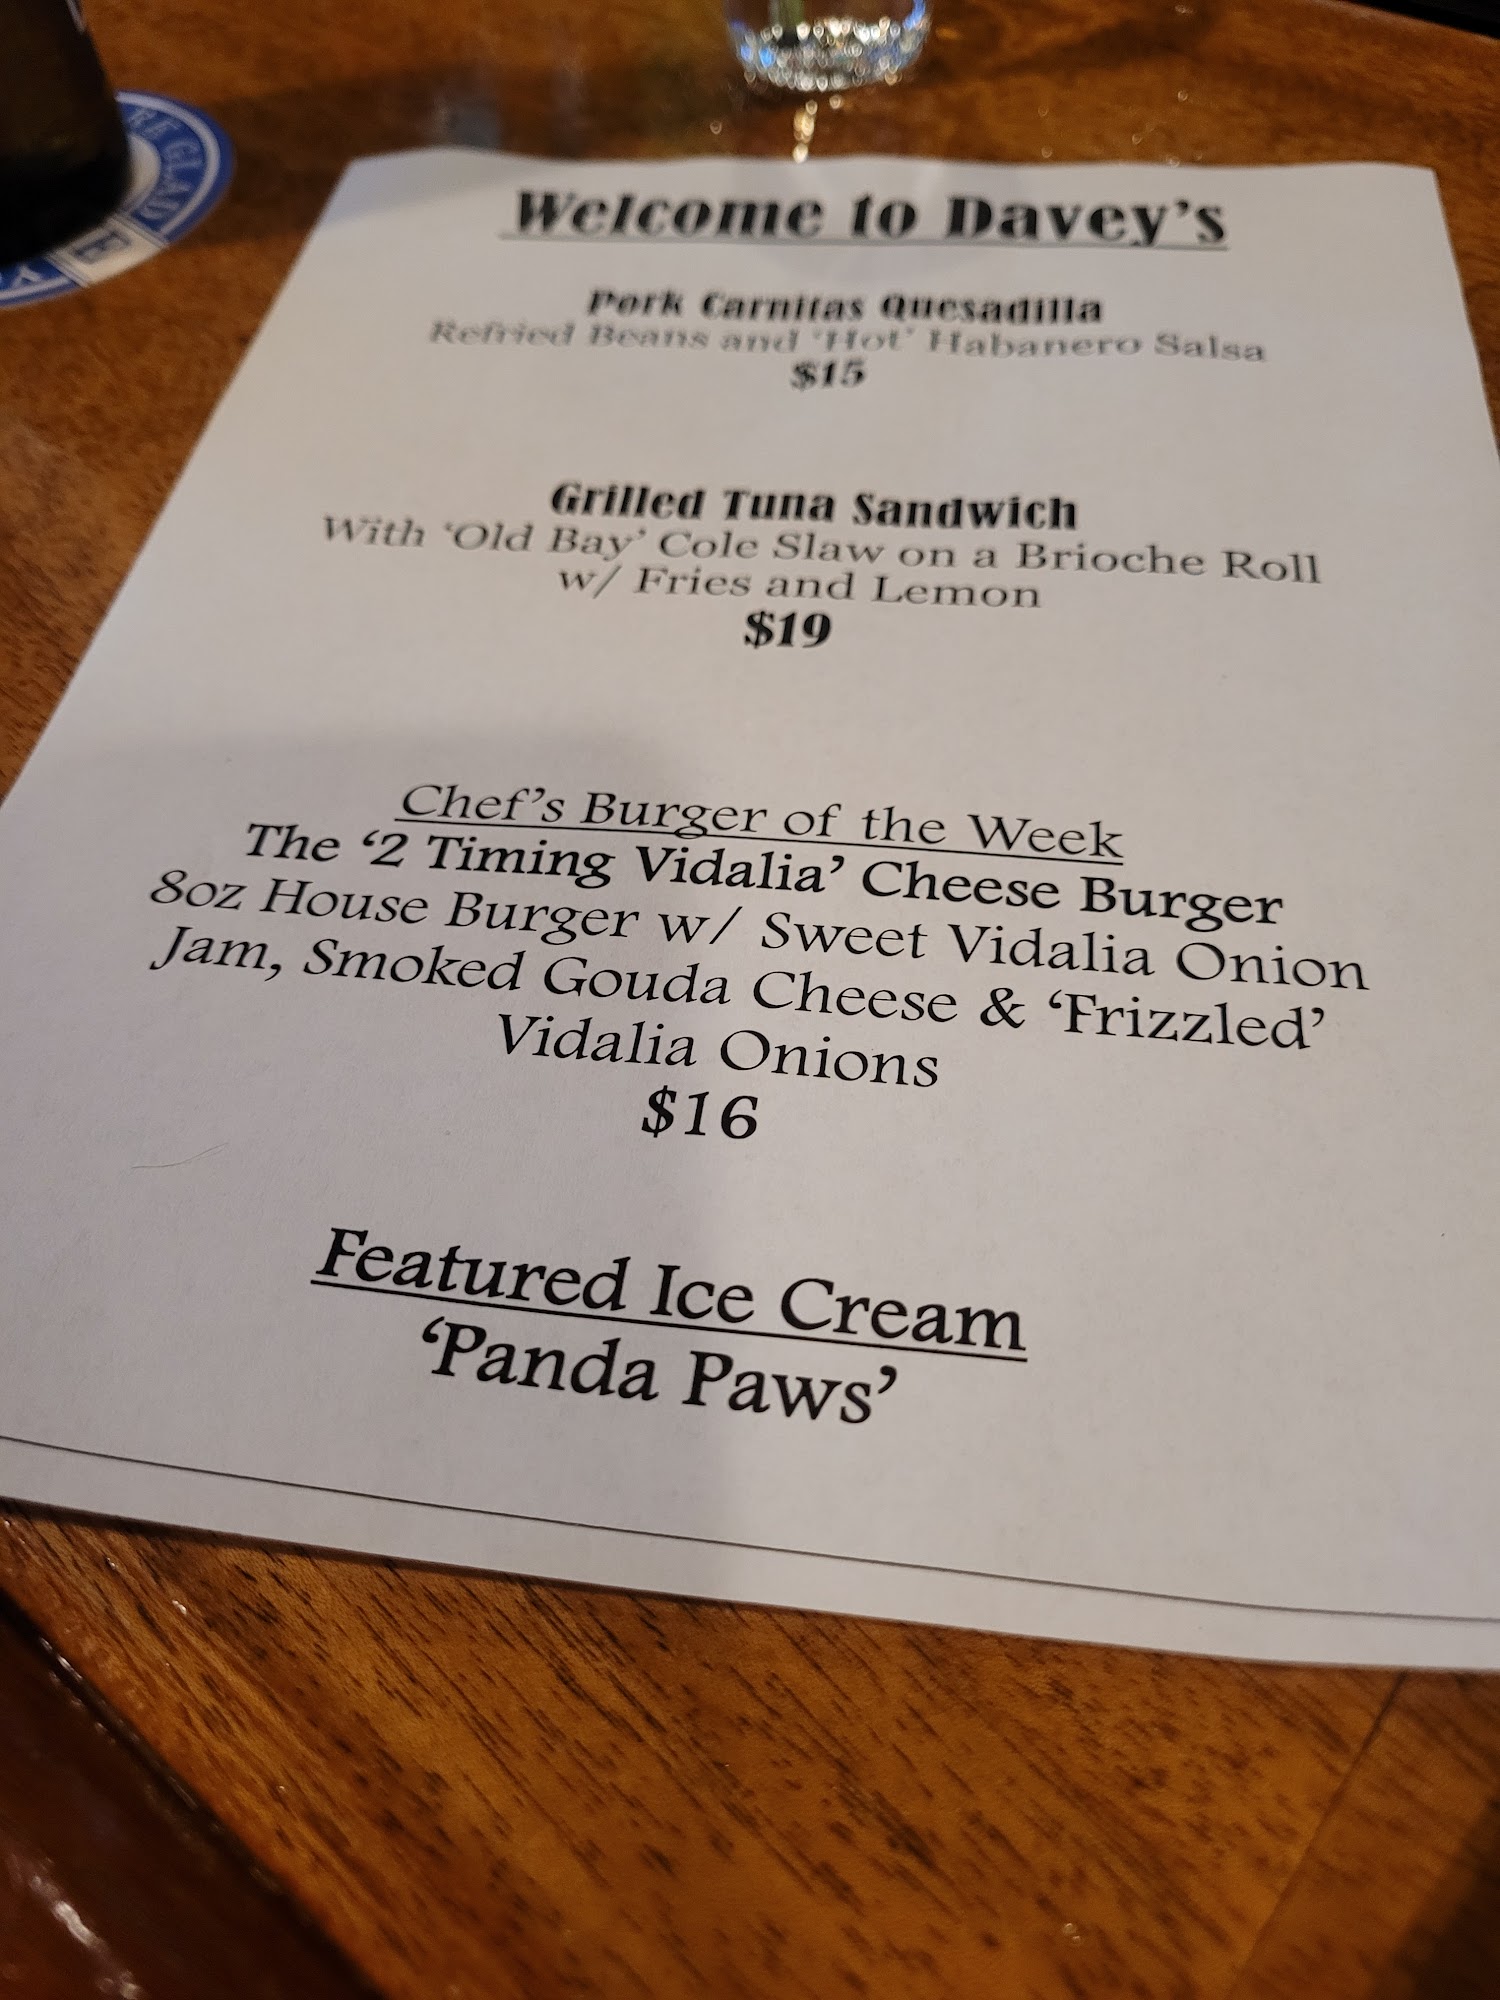 Welcome to Davey's
Pork Carnitas Quesadilla
Refried Beans and 'Hot' Habanero Salsa
$15
Grilled Tuna Sandwich
With 'Old Bay' Cole Slaw on a Brioche Roll
w/ Fries and Lemon
$19
Chef's Burger of the Week
The '2 Timing Vidalia' Cheese Burger
8oz House Burger w/ Sweet Vidalia Onion
Jam, Smoked Gouda Cheese & 'Frizzled'
Vidalia Onions
$16
Featured Ice Cream
'Panda Paws'